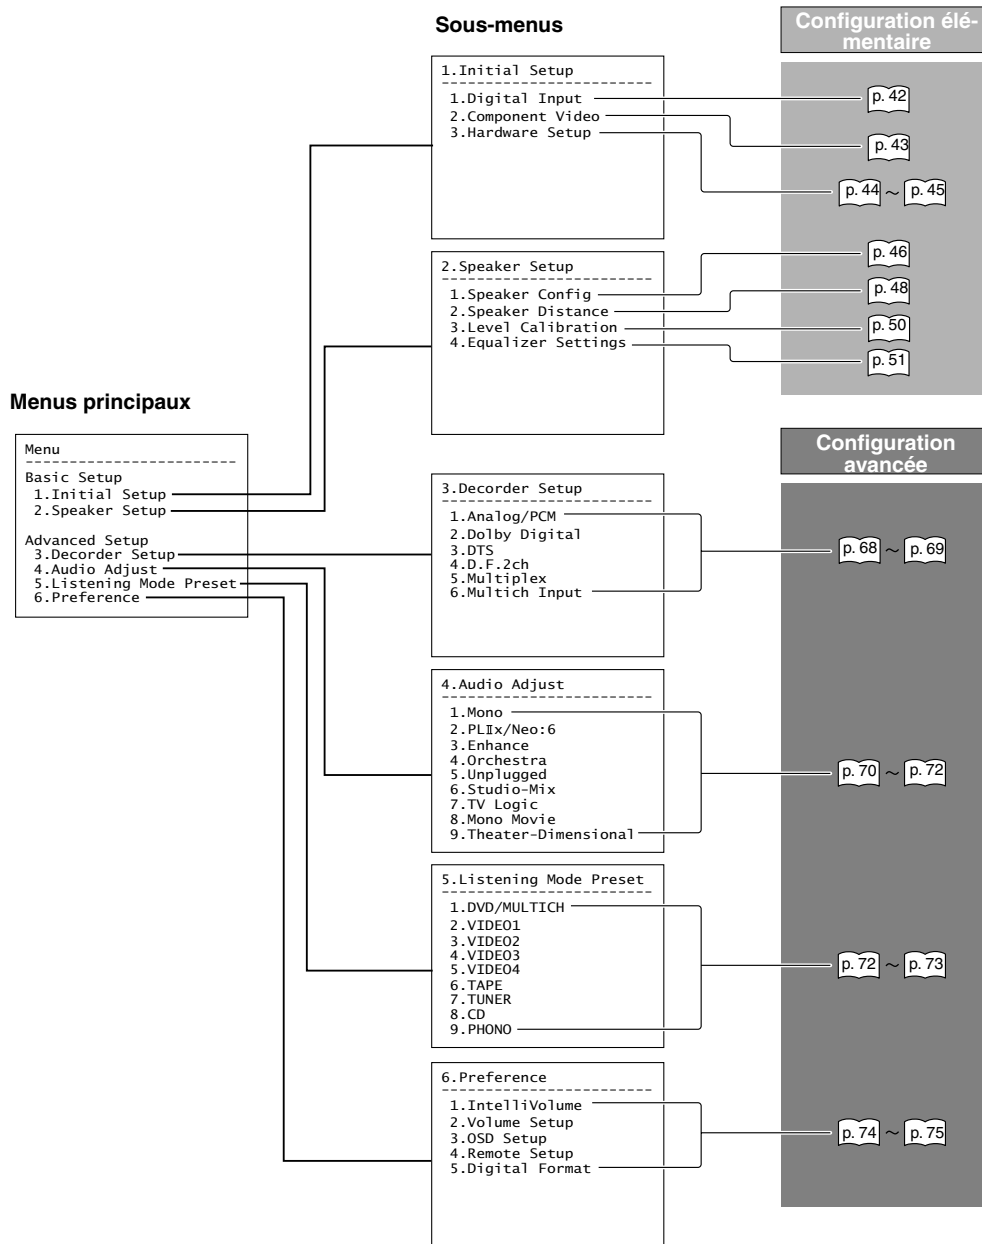 Sous-menus
Configuration élé-
mentaire
1.Initial Setup
1.Digital Input
2.Component Video
3.Hardware Setup
p. 42
p. 43
p. 44 ~ p. 45
2.Speaker Setup
1.Speaker Config
2.Speaker Distance
3.Level Calibration
4.Equalizer Settings
p. 46
p. 48
p. 50
p. 51
Menus principaux
Menu
Basic Setup
1.Initial Setup
2.Speaker Setup
Advanced Setup
3.Decorder Setup
4.Audio Adjust
5.Listening Mode Preset
6.Preference
Configuration
avancée
3.Decorder Setup
1.Analog/PCM
2.Dolby Digital
3.DTS
4.D.F.2ch
5.Multiplex
6.Multich Input
p. 68 ~ p. 69
4.Audio Adjust
1.Mono
2.PLⅡx/Neo:6
3.Enhance
4.Orchestra
5.Unplugged
6.Studio-Mix
7.TV Logic
8.Mono Movie
9.Theater-Dimensional
p. 70 ~ p. 72
5.Listening Mode Preset
1.DVD/MULTICH
2.VIDEO1
3.VIDEO2
4.VIDEO3
5.VIDEO4
6.TAPE
7.TUNER
8.CD
9.PHONO
p. 72 ~ p. 73
6.Preference
1.IntelliVolume
2.Volume Setup
3.OSD Setup
4.Remote Setup
5.Digital Format
p. 74 ~ p. 75